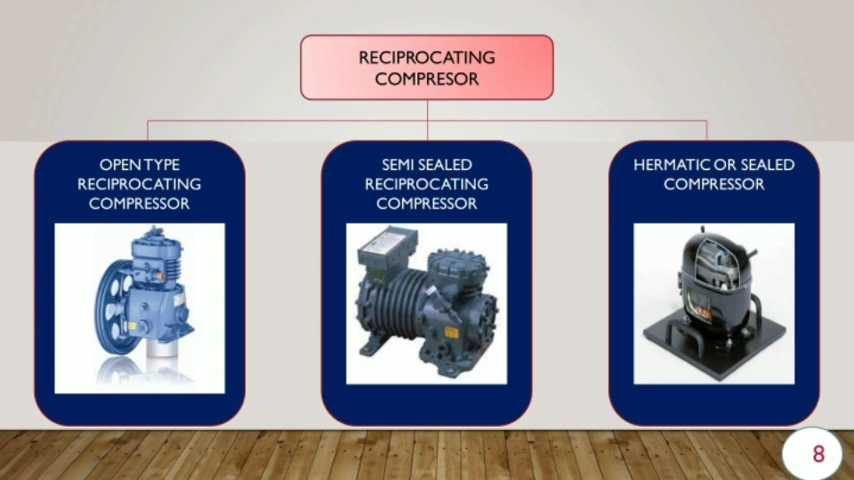 RECIPROCATING
COMPRESOR
OPEN TYPE
RECIPROCATING
COMPRESSOR
SEMI SEALED
RECIPROCATING
COMPRESSOR
HERMATIC OR SEALED
COMPRESSOR
8